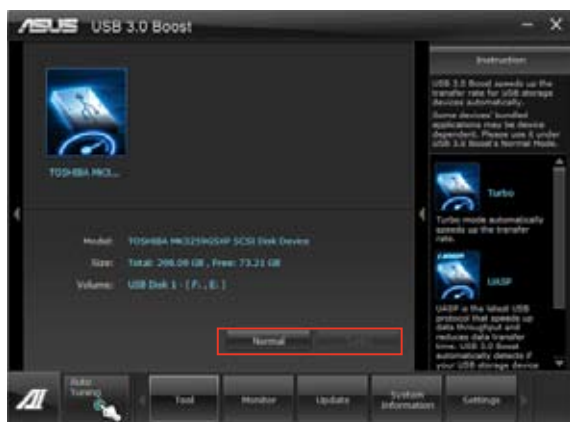 ASUS USB 3.0 Boost
TOSHIBA MK3...
Model: TOSHIBA MK3259GSXP SCSI Disk Device
Size: Total: 298.09 GB , Free: 73.21 GB
Volume: USB Disk 1 - [ F:, E: ]
Normal
Instruction
USB 3.0 Boost speeds up the
transfer rate for USB storage
devices automatically.
Some devices' bundled
applications may be device
dependent. Please use it under
USB 3.0 Boost's Normal Mode.
Turbo
Turbo mode automatically
speeds up the transfer
rate.
UASP
UASP is the latest USB
protocol that speeds up
data throughput and
reduces data transfer
time. USB 3.0 Boost
automatically detects if
your USB storage device
AI
Auto
Tuning
Tool
Monitor
Update
System
Information
Settings